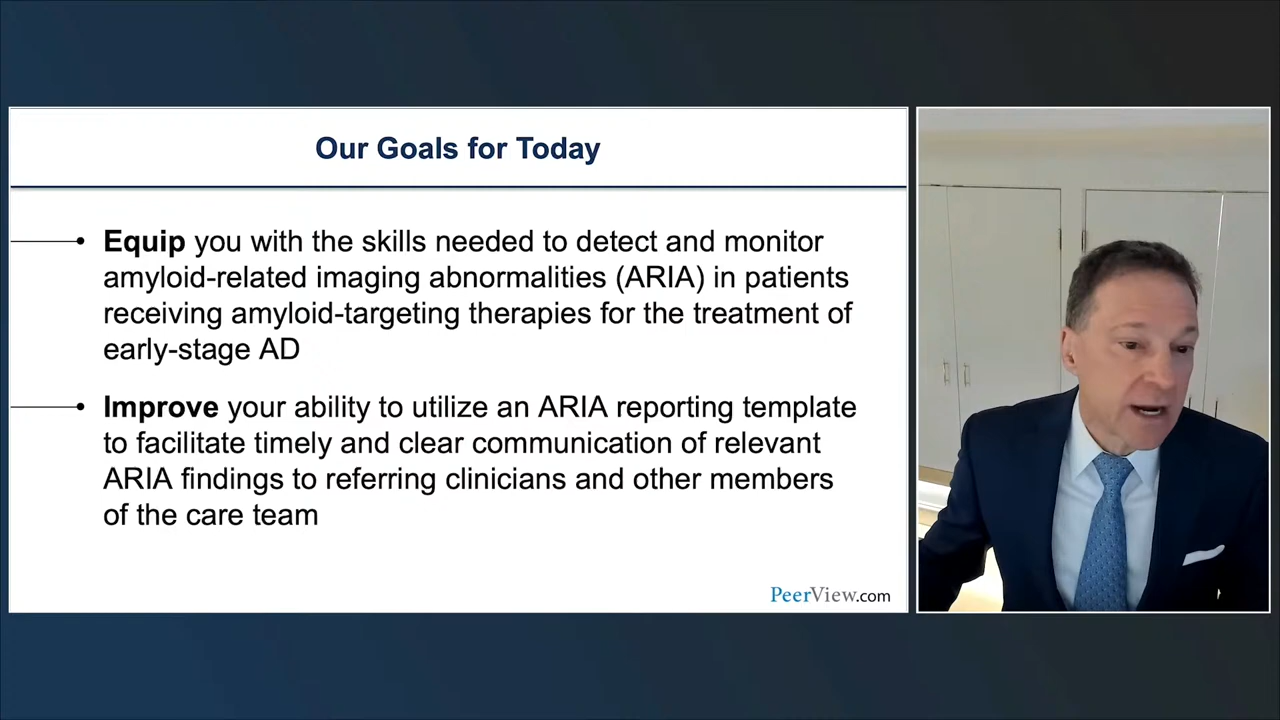 Our Goals for Today
Equip you with the skills needed to detect and monitor
amyloid-related imaging abnormalities (ARIA) in patients
receiving amyloid-targeting therapies for the treatment of
early-stage AD
Improve your ability to utilize an ARIA reporting template
to facilitate timely and clear communication of relevant
ARIA findings to referring clinicians and other members
of the care team
PeerView.com